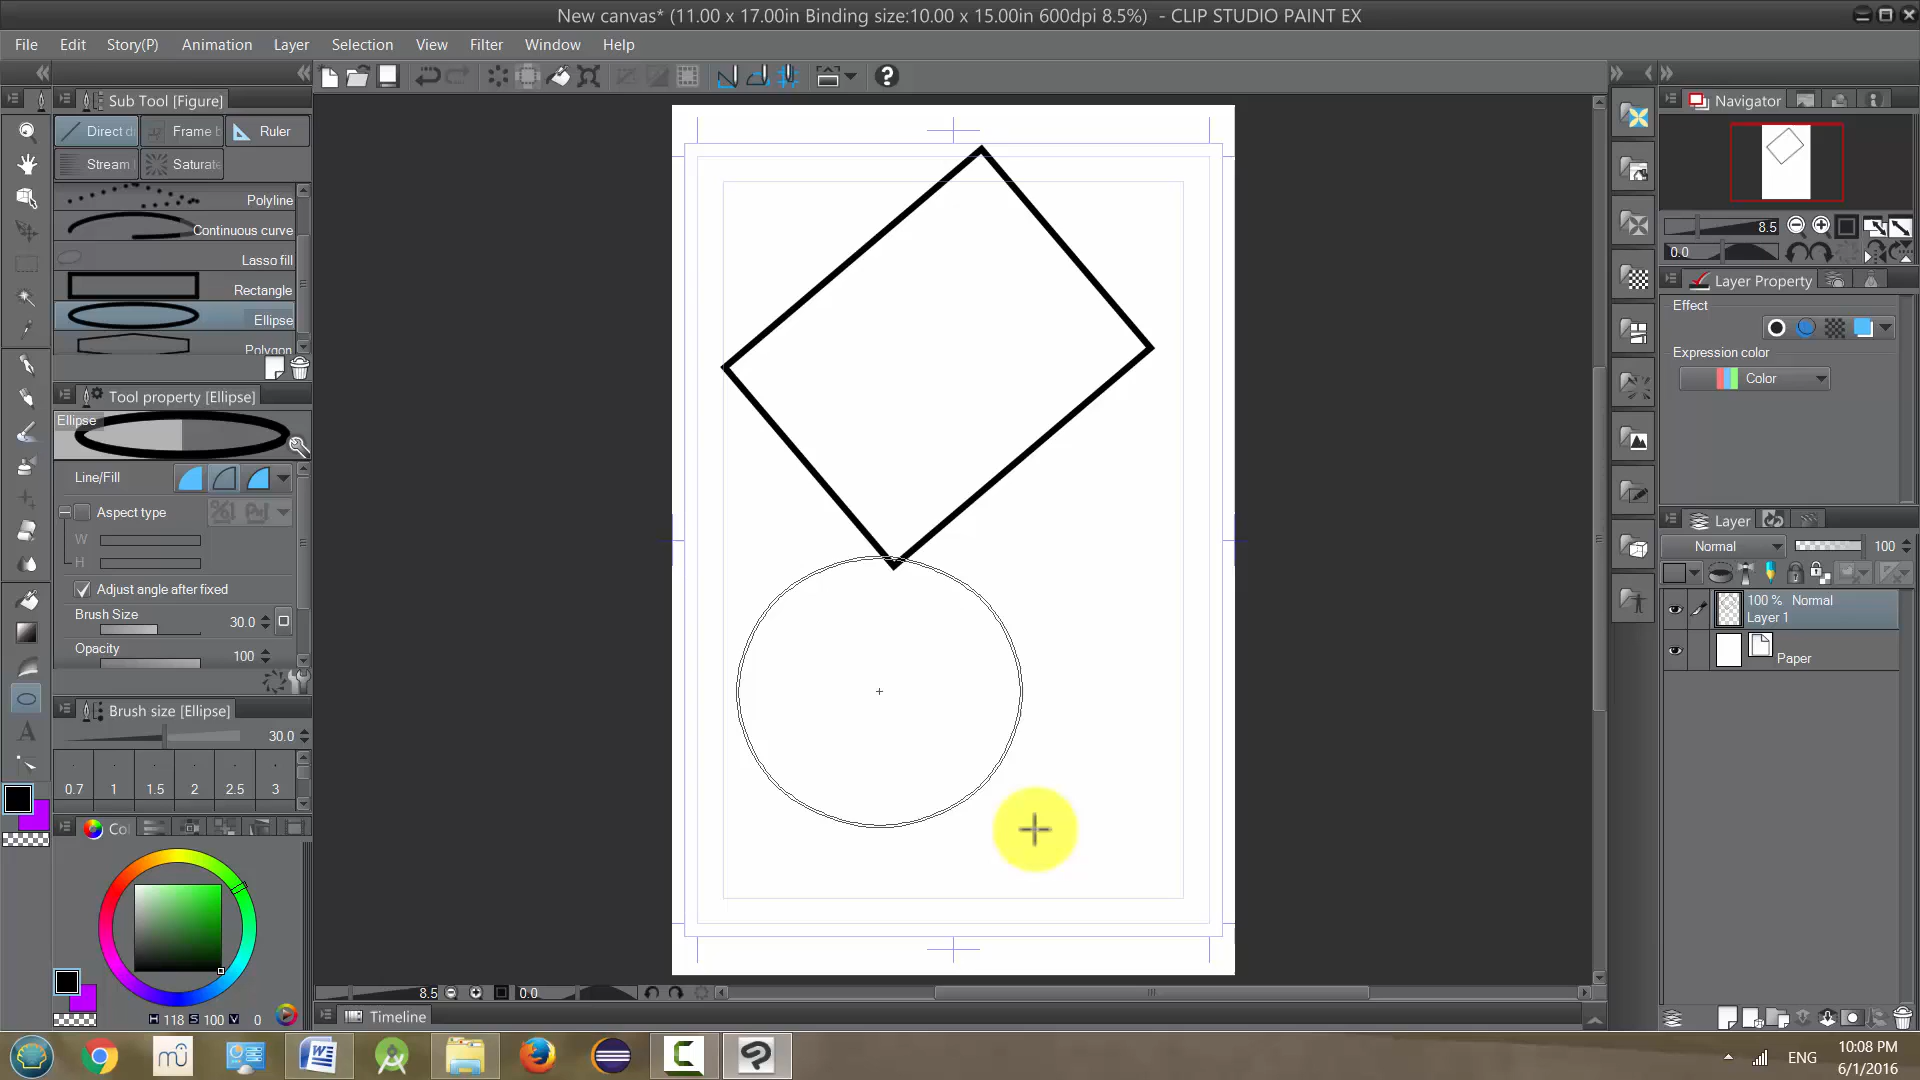 New canvas* (11.00 x 17.00in Binding size:10.00 x 15.00in 600dpi 8.5%) - CLIP STUDIO PAINT EX
File Edit Story(P) Animation Layer Selection View Filter Window Help
Sub Tool [Figure]
Direct d Frame b Ruler
Stream Saturate
Polyline
Continuous curve
Lasso fill
Rectangle
Ellipse
Polygon
Tool property [Ellipse]
Ellipse
Line/Fill
Aspect type
W
H
Adjust angle after fixed
Brush Size 30.0
Opacity 100
Brush size [Ellipse]
30.0
0.7 1 1.5 2 2.5 3
Col
H 118 S 100 V 0
8.5 0.0
Timeline
Navigator
8.5
0.0
Layer Property
Effect
Expression color
Color
Layer
Normal 100
100 % Normal
Layer 1
Paper
ENG
10:08 PM
6/1/2016